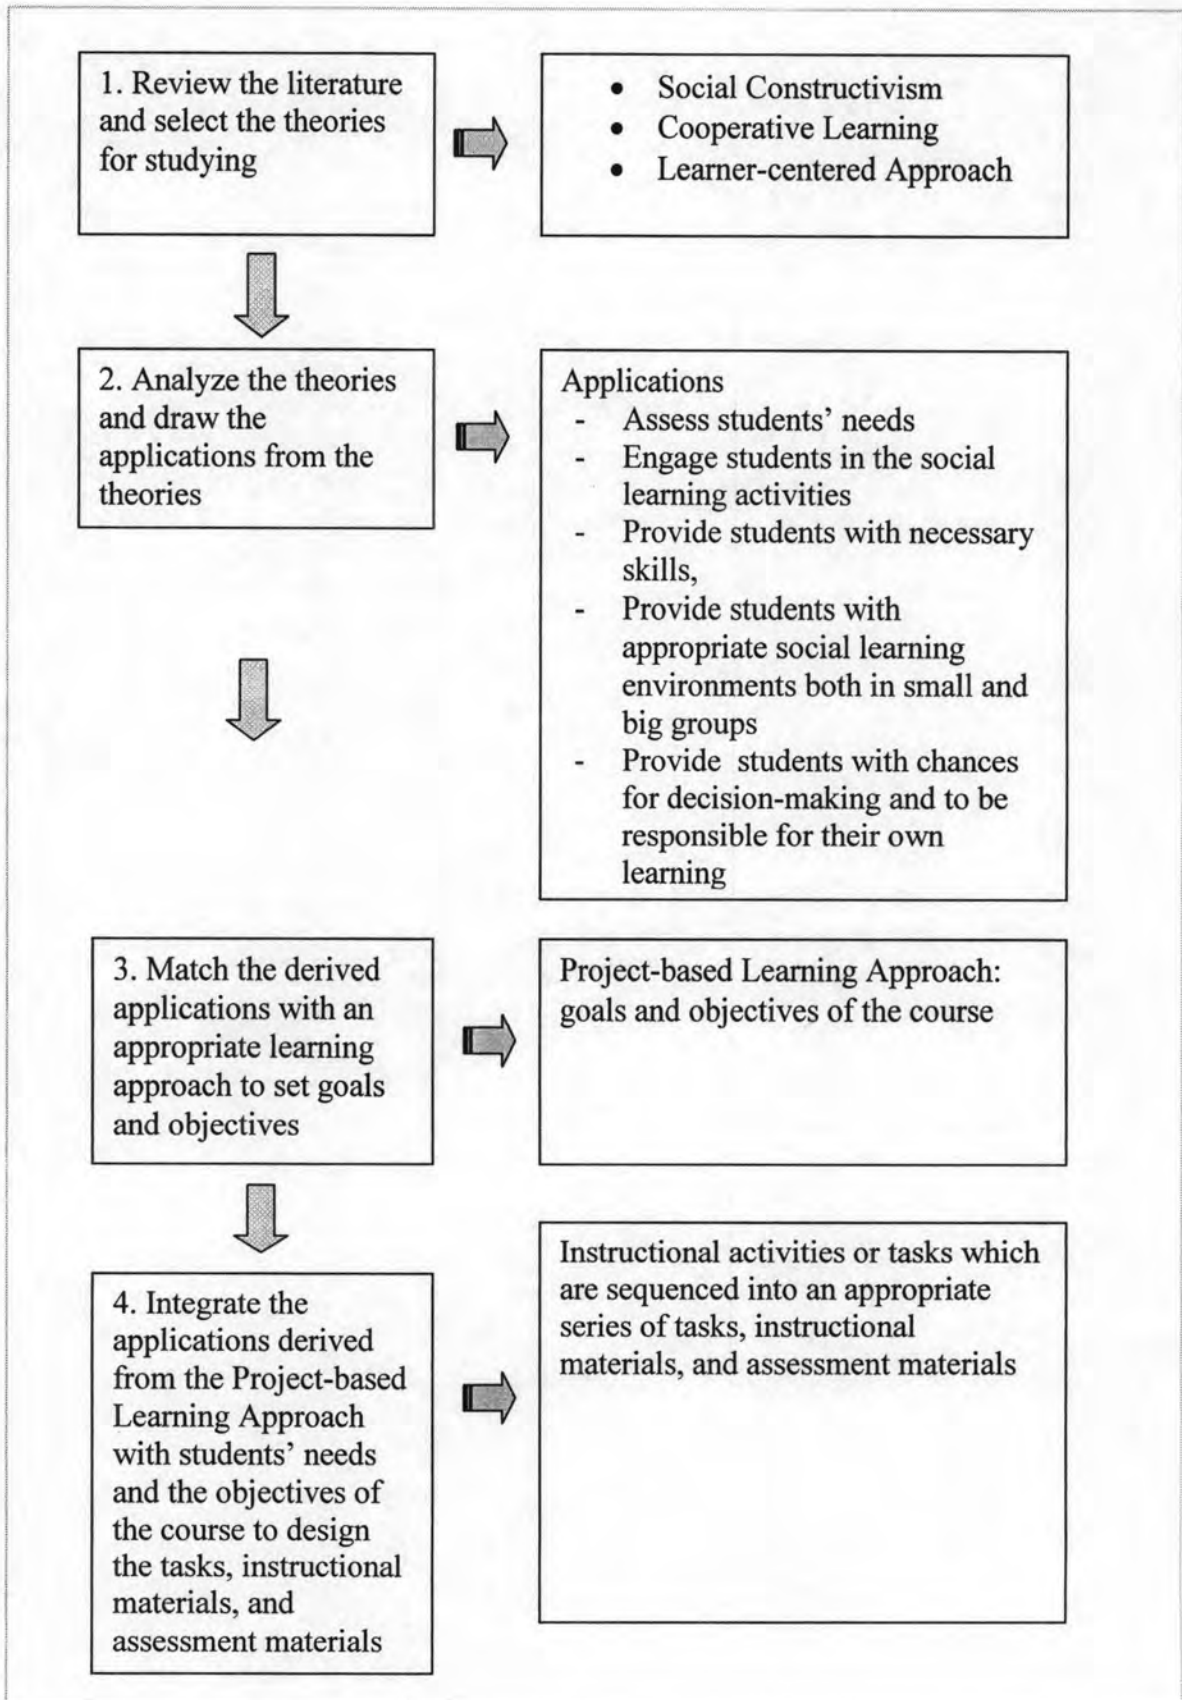 1. Review the literature
and select the theories
for studying
• Social Constructivism
• Cooperative Learning
• Learner-centered Approach
2. Analyze the theories
and draw the
applications from the
theories
Applications
- Assess students’ needs
- Engage students in the social
learning activities
- Provide students with necessary
skills,
- Provide students with
appropriate social learning
environments both in small and
big groups
- Provide students with chances
for decision-making and to be
responsible for their own
learning
3. Match the derived
applications with an
appropriate learning
approach to set goals
and objectives
Project-based Learning Approach:
goals and objectives of the course
4. Integrate the
applications derived
from the Project-based
Learning Approach
with students’ needs
and the objectives of
the course to design
the tasks, instructional
materials, and
assessment materials
Instructional activities or tasks which
are sequenced into an appropriate
series of tasks, instructional
materials, and assessment materials